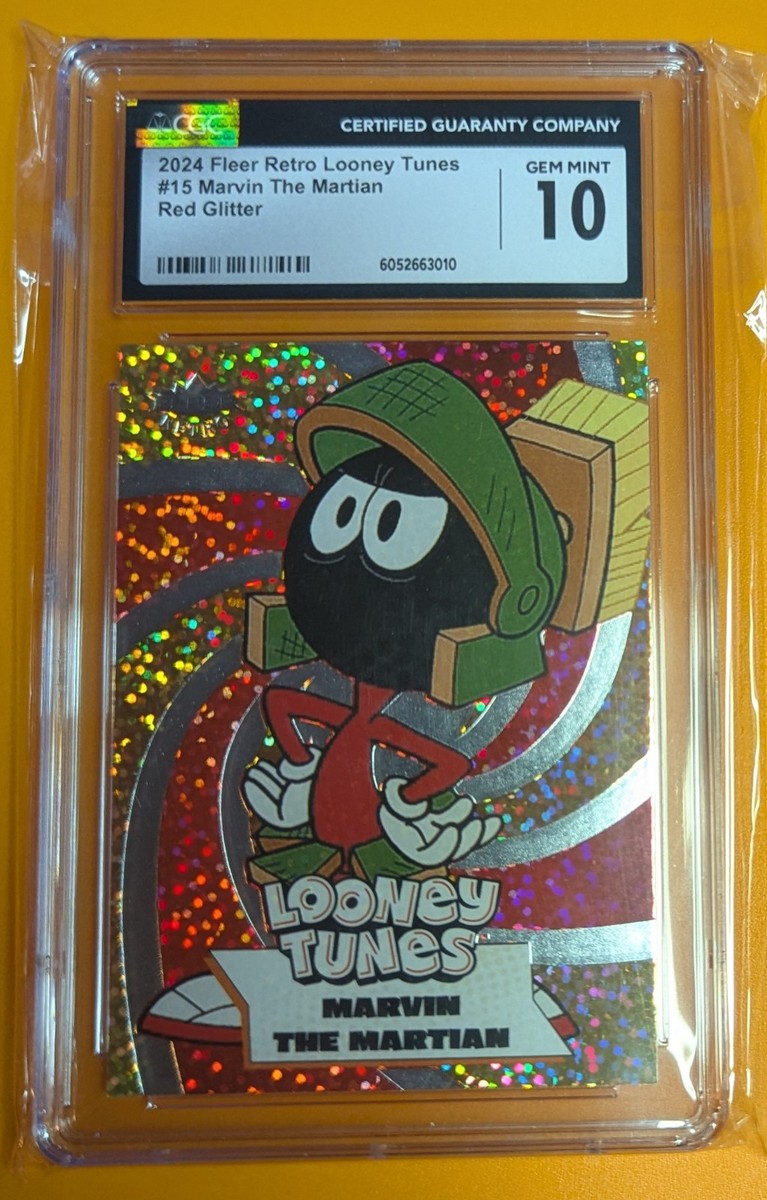 CGC
CERTIFIED GUARANTY COMPANY
2024 Fleer Retro Looney Tunes
#15 Marvin The Martian
Red Glitter
GEM MINT
10
6052663010
RETRO
LOONEY
TUNES
MARVIN
THE MARTIAN